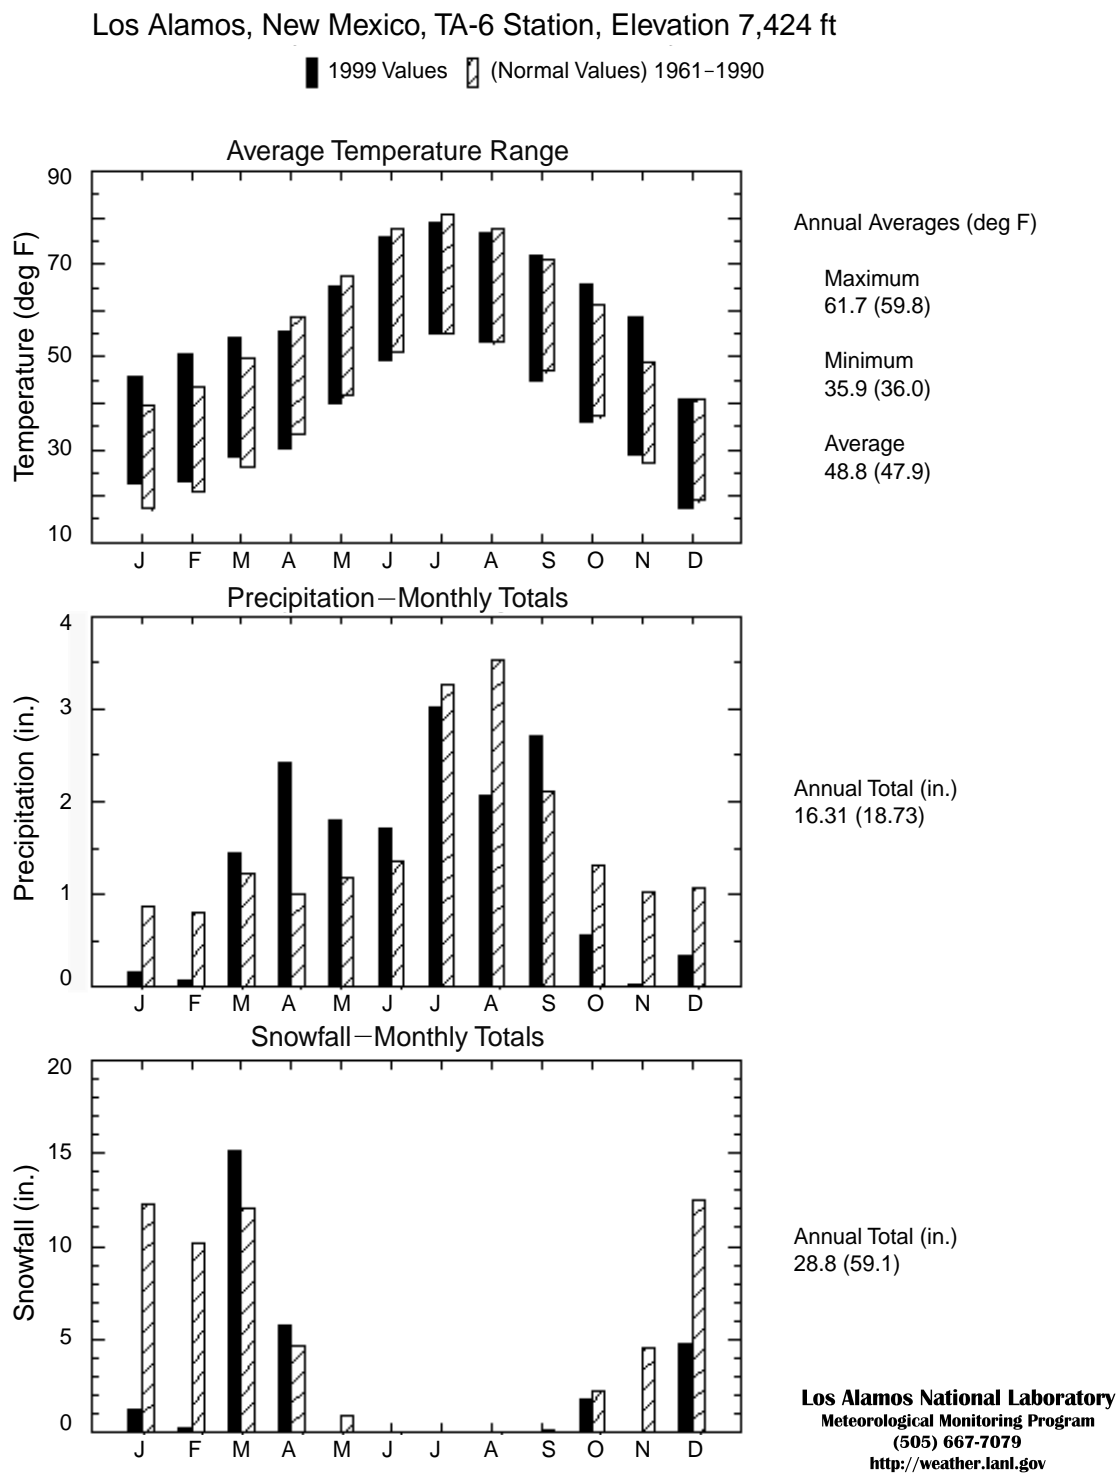 Los Alamos, New Mexico, TA-6 Station, Elevation 7,424 ft
1999 Values (Normal Values) 1961–1990
Average Temperature Range
90
70
50
30
10
Temperature (deg F)
J F M A M J J A S O N D
Annual Averages (deg F)
Maximum
61.7 (59.8)
Minimum
35.9 (36.0)
Average
48.8 (47.9)
Precipitation—Monthly Totals
4
3
2
1
0
Precipitation (in.)
J F M A M J J A S O N D
Annual Total (in.)
16.31 (18.73)
Snowfall—Monthly Totals
20
15
10
5
0
Snowfall (in.)
J F M A M J J A S O N D
Annual Total (in.)
28.8 (59.1)
Los Alamos National Laboratory
Meteorological Monitoring Program
(505) 667-7079
http://weather.lanl.gov